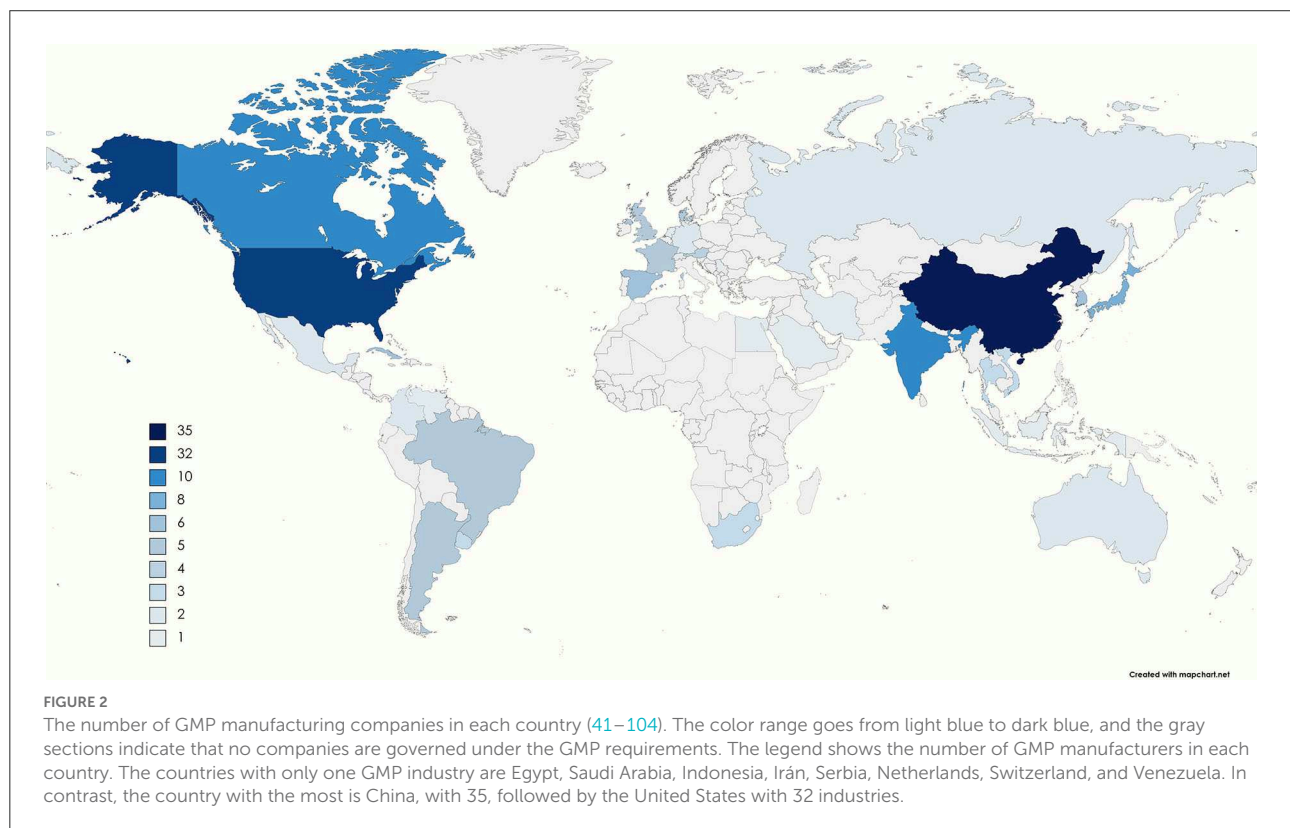 35
32
10
8
6
5
4
3
2
1
Created with mapchart.net
FIGURE 2
The number of GMP manufacturing companies in each country (41–104). The color range goes from light blue to dark blue, and the gray
sections indicate that no companies are governed under the GMP requirements. The legend shows the number of GMP manufacturers in each
country. The countries with only one GMP industry are Egypt, Saudi Arabia, Indonesia, Irán, Serbia, Netherlands, Switzerland, and Venezuela. In
contrast, the country with the most is China, with 35, followed by the United States with 32 industries.